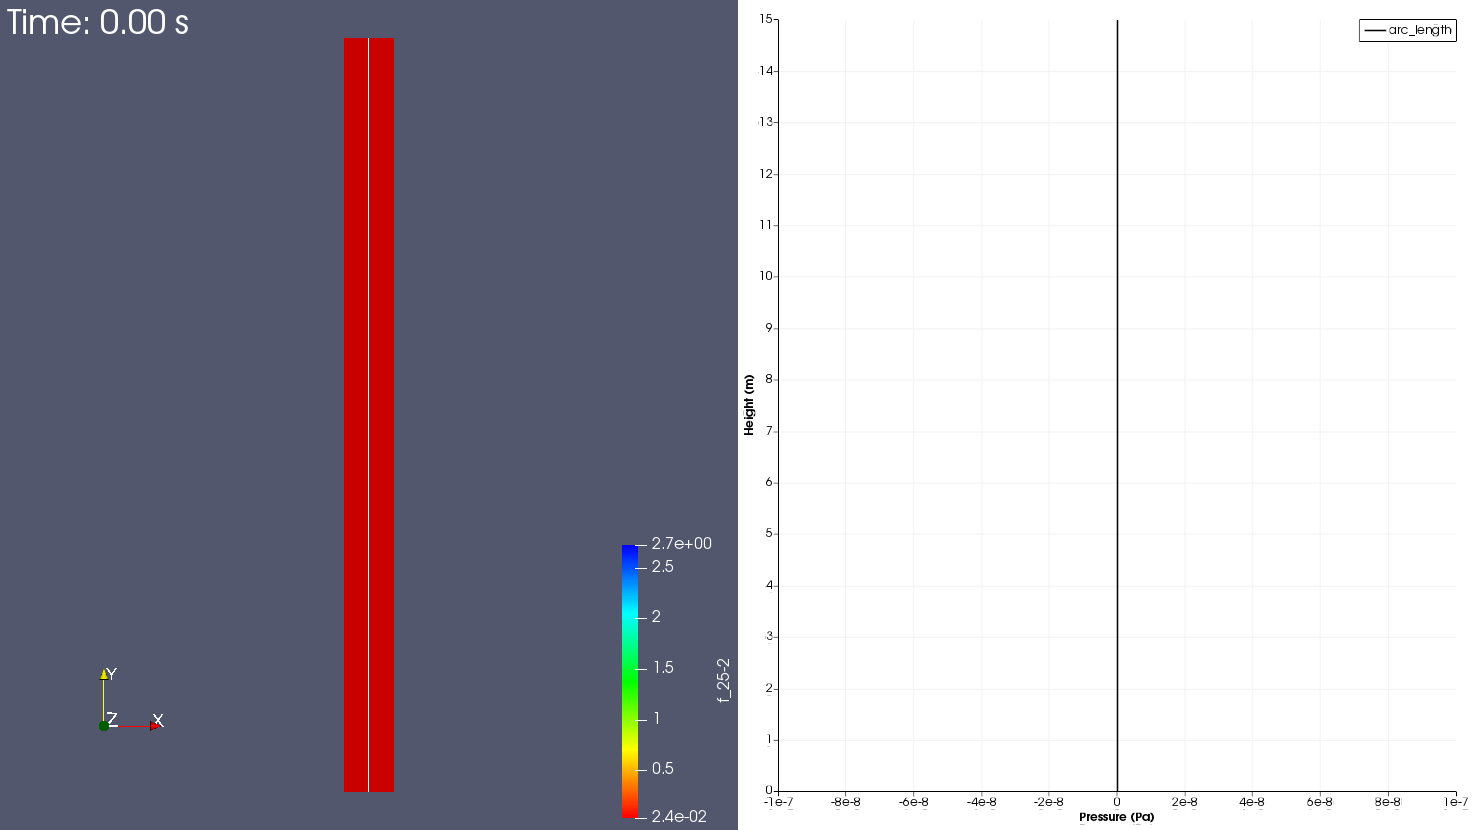 Time: 0.00 s
2.7e+00
2.5
2
1.5
1
0.5
2.4e-02
f_25-2
Y
Z
X
arc_length
15
14
13
12
11
10
9
8
7
6
5
4
3
2
1
0
Height (m)
-1e-7
-8e-8
-6e-8
-4e-8
-2e-8
0
2e-8
4e-8
6e-8
8e-8
1e-7
Pressure (Pa)